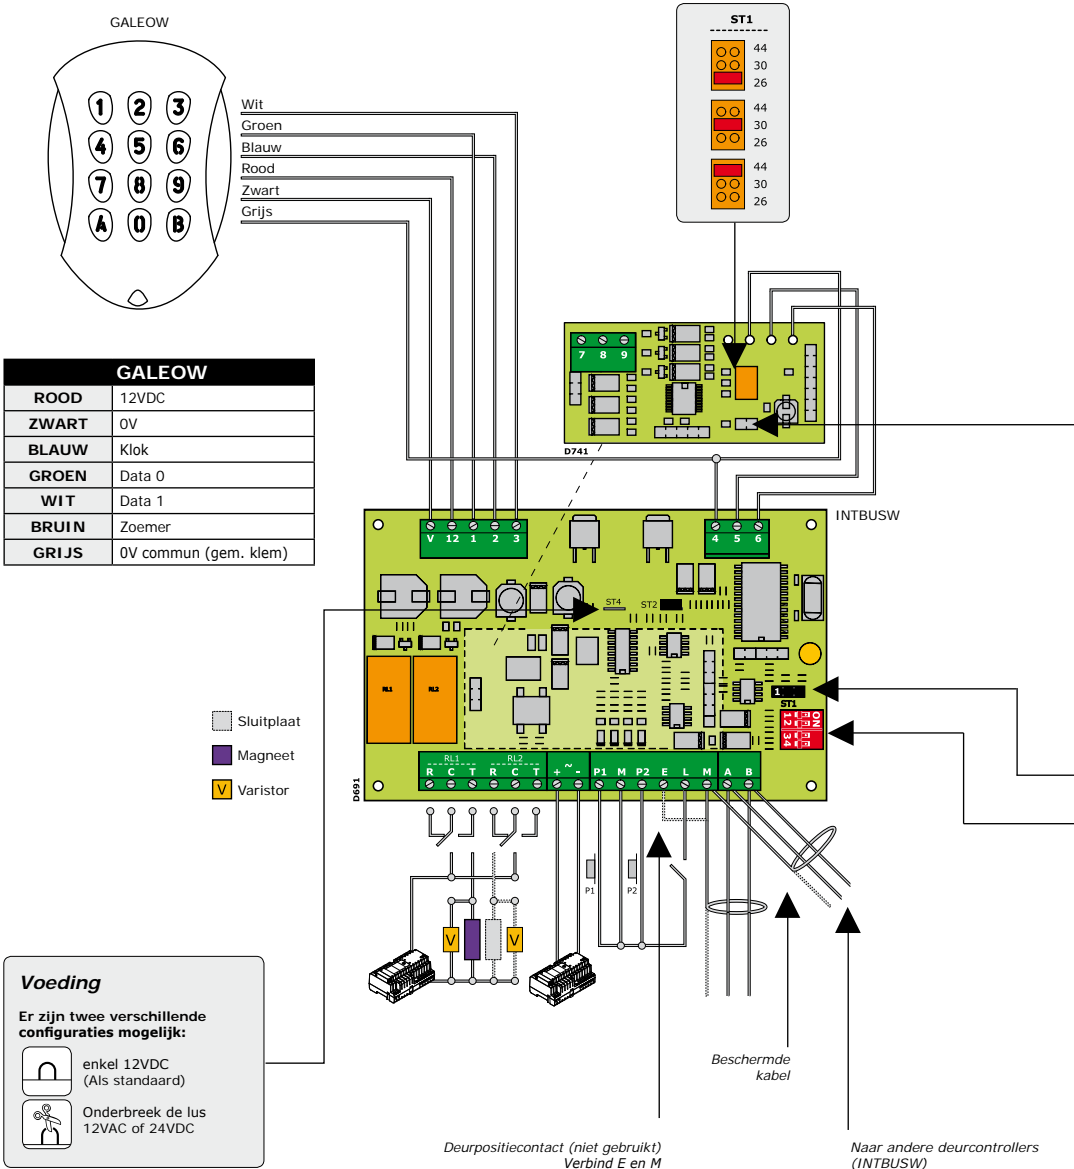 GALEOW
1 2 3
4 5 6
7 8 9
A 0 B
Wit
Groen
Blauw
Rood
Zwart
Grijs
ST1
44
30
26
44
30
26
44
30
26
GALEOW
ROOD 12VDC
ZWART 0V
BLAUW Klok
GROEN Data 0
WIT Data 1
BRUIN Zoemer
GRIJS 0V commun (gem. klem)
7 8 9
D741
INTBUSW
V 12 1 2 3
4 5 6
ST4
ST2
RL1 RL2
1
ST1
ON
1 2
3 4
Sluitplaat
Magneet
V Varistor
RL1 RL2
R C T R C T + ~ - P1 M P2 E L M A B
D691
P1 P2
V V
Voeding
Er zijn twee verschillende
configuraties mogelijk:
enkel 12VDC
(Als standaard)
Onderbreek de lus
12VAC of 24VDC
Beschermde
kabel
Deurpositiecontact (niet gebruikt)
Verbind E en M
Naar andere deurcontrollers
(INTBUSW)